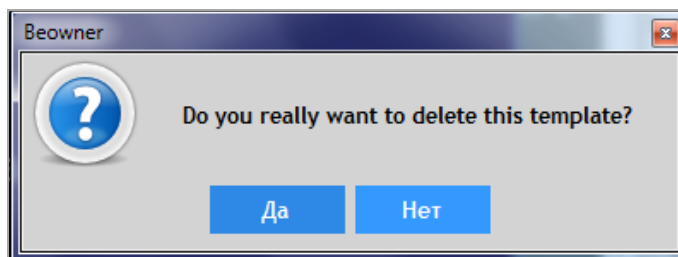 Beowner
Do you really want to delete this template?
Да Нет